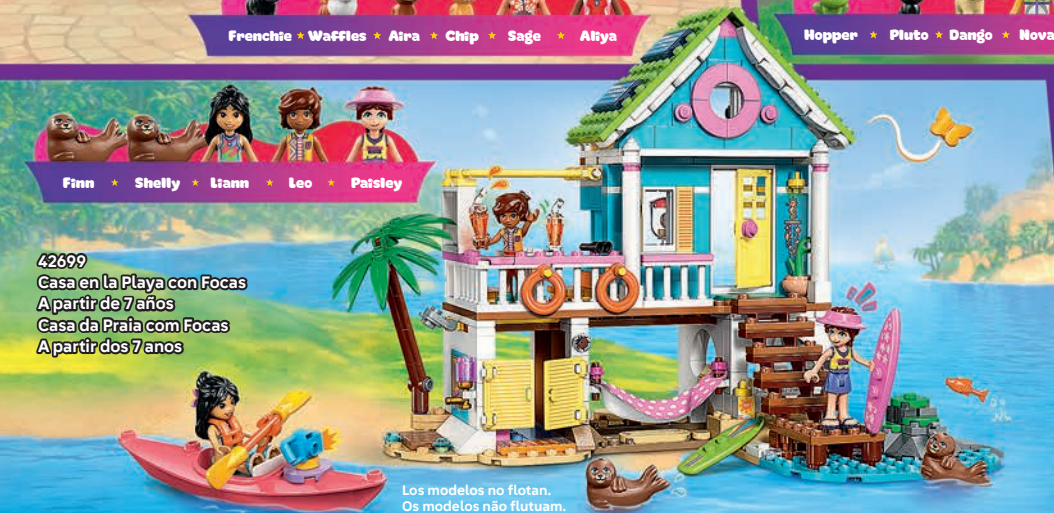 Frenchie ★ Waffles ★ Aira ★ Chip ★ Sage ★ Aliya
Hopper ★ Pluto ★ Dango ★ Nova
Finn ★ Shelly ★ Liann ★ Leo ★ Paisley
42699
Casa en la Playa con Focas
A partir de 7 años
Casa da Praia com Focas
A partir dos 7 anos
Los modelos no flotan.
Os modelos não flutuam.